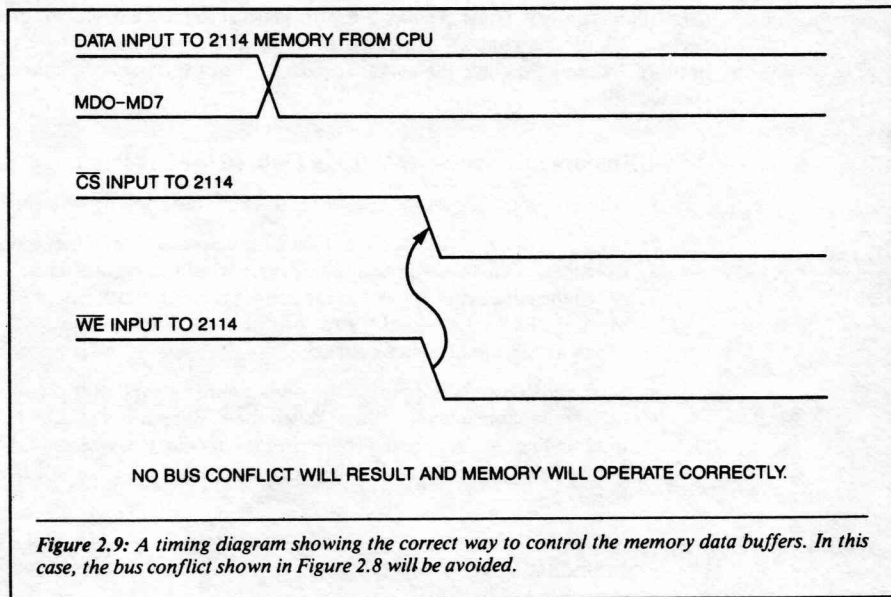 DATA INPUT TO 2114 MEMORY FROM CPU
MDO–MD7
C̅S̅ INPUT TO 2114
W̅E̅ INPUT TO 2114
NO BUS CONFLICT WILL RESULT AND MEMORY WILL OPERATE CORRECTLY.
Figure 2.9: A timing diagram showing the correct way to control the memory data buffers. In this
case, the bus conflict shown in Figure 2.8 will be avoided.